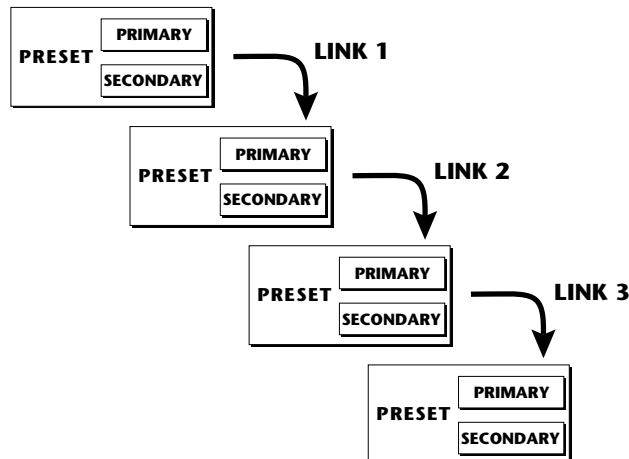 PRIMARY
PRESET
SECONDARY
LINK 1
PRIMARY
PRESET
SECONDARY
LINK 2
PRIMARY
PRESET
SECONDARY
LINK 3
PRIMARY
PRESET
SECONDARY